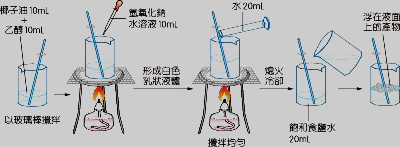 椰子油10mL
+
乙醇10mL
以玻璃棒攪拌
氫氧化鈉
水溶液10mL
形成白色
乳狀液體
水20mL
攪拌均勻
熄火
冷卻
飽和食鹽水
20mL
浮在液面
上的產物